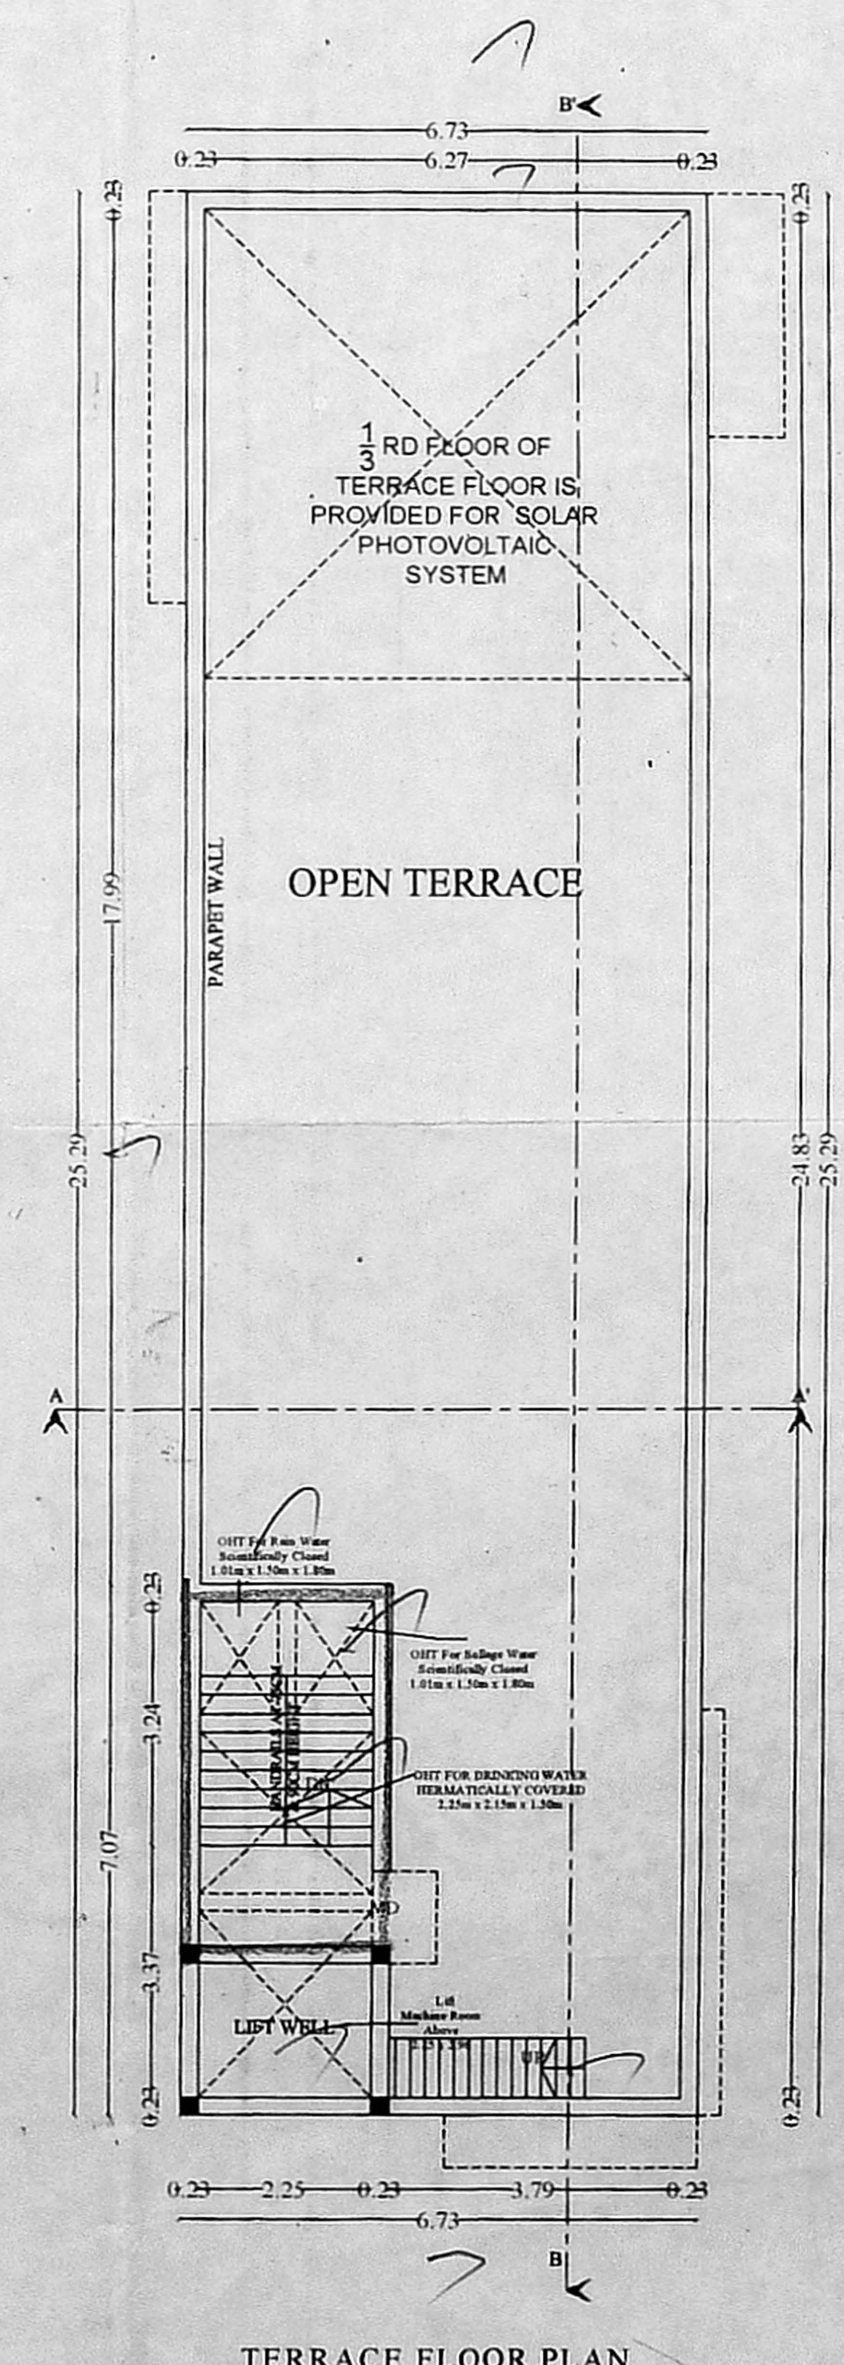 B'
6.73
0.23 6.27 0.23
0.23
0.23
1/3 RD FLOOR OF
TERRACE FLOOR IS
PROVIDED FOR SOLAR
PHOTOVOLTAIC
SYSTEM
OPEN TERRACE
PARAPET WALL
17.99
25.29
24.83
25.29
A
A'
OHT For Rain Water
Scientifically Closed
1.01m x 1.50m x 1.80m
0.23
OHT For Sullage Water
Scientifically Closed
1.01m x 1.50m x 1.80m
3.24
DN
OHT FOR DRINKING WATER
HERMATICALLY COVERED
2.25m x 2.15m x 1.30m
7.07
MD
3.37
Lift
Machine Room
Above
LIFT WELL
UP
0.23
0.23
0.23 2.25 0.23 3.79 0.23
6.73
B
TERRACE FLOOR PLAN